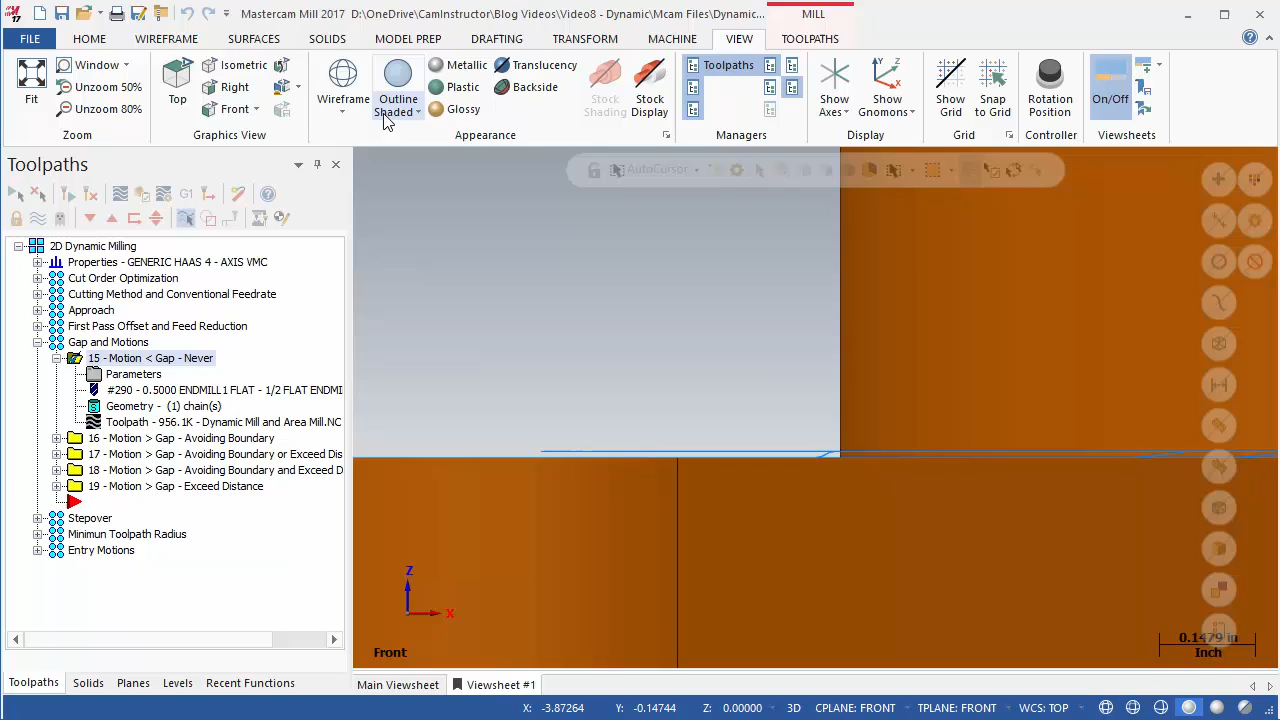 Mastercam Mill 2017 D:\OneDrive\CamInstructor\Blog Videos\Video8 - Dynamic\Mcam Files\Dynamic...
MILL
FILE HOME WIREFRAME SURFACES SOLIDS MODEL PREP DRAFTING TRANSFORM MACHINE VIEW TOOLPATHS
Fit
Window
Unzoom 50%
Unzoom 80%
Zoom
Top
Isometric
Right
Front
Graphics View
Wireframe
Outline
Shaded
Metallic
Plastic
Glossy
Translucency
Backside
Stock
Shading
Stock
Display
Appearance
Toolpaths
Managers
Show
Axes
Show
Gnomons
Display
Show
Grid
Snap
to Grid
Grid
Rotation
Position
Controller
On/Off
Viewsheets
Toolpaths
G1
AutoCursor
2D Dynamic Milling
Properties - GENERIC HAAS 4 - AXIS VMC
Cut Order Optimization
Cutting Method and Conventional Feedrate
Approach
First Pass Offset and Feed Reduction
Gap and Motions
15 - Motion < Gap - Never
Parameters
#290 - 0.5000 ENDMILL1 FLAT - 1/2 FLAT ENDMI
Geometry - (1) chain(s)
Toolpath - 956.1K - Dynamic Mill and Area Mill.NC
16 - Motion > Gap - Avoiding Boundary
17 - Motion > Gap - Avoiding Boundary or Exceed Dis
18 - Motion > Gap - Avoiding Boundary and Exceed D
19 - Motion > Gap - Exceed Distance
Stepover
Minimun Toolpath Radius
Entry Motions
Z
X
Front
0.1479 in
Inch
Toolpaths Solids Planes Levels Recent Functions
Main Viewsheet Viewsheet #1
X: -3.87264 Y: -0.14744 Z: 0.00000 3D CPLANE: FRONT TPLANE: FRONT WCS: TOP